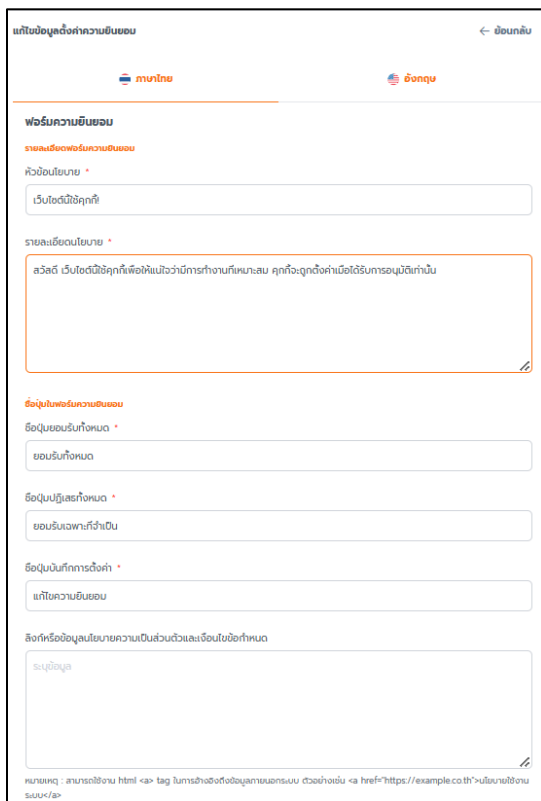 แก้ไขข้อมูลตั้งค่าความยินยอม
← ย้อนกลับ
ภาษาไทย
อังกฤษ
ฟอร์มความยินยอม
รายละเอียดฟอร์มความยินยอม
หัวข้อนโยบาย *
เว็บไซต์นี้ใช้คุกกี้!
รายละเอียดนโยบาย *
สวัสดี เว็บไซต์นี้ใช้คุกกี้เพื่อให้แน่ใจว่ามีการทำงานที่เหมาะสม คุกกี้จะถูกตั้งค่าเมื่อได้รับการอนุมัติเท่านั้น
ชื่อปุ่มในฟอร์มความยินยอม
ชื่อปุ่มยอมรับทั้งหมด *
ยอมรับทั้งหมด
ชื่อปุ่มปฏิเสธทั้งหมด *
ยอมรับเฉพาะที่จำเป็น
ชื่อปุ่มบันทึกการตั้งค่า *
แก้ไขความยินยอม
ลิงก์หรือข้อมูลนโยบายความเป็นส่วนตัวและเงื่อนไขข้อกำหนด
ระบุข้อมูล
หมายเหตุ : สามารถใช้งาน html <a> tag ในการอ้างอิงถึงข้อมูลภายนอกระบบ ตัวอย่างเช่น <a href="https://example.co.th">นโยบายใช้งาน
ระบบ</a>